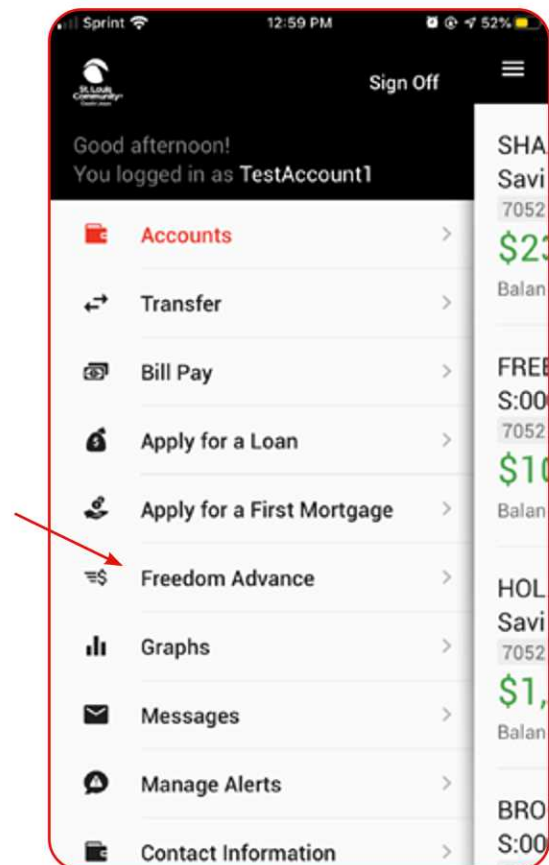 Sprint 12:59 PM 52%
St. Louis
Community
Credit Union
Sign Off
Good afternoon!
You logged in as TestAccount1
Accounts
Transfer
Bill Pay
Apply for a Loan
Apply for a First Mortgage
Freedom Advance
Graphs
Messages
Manage Alerts
Contact Information
SHA
Savi
7052
$23
Balan
FREE
S:00
7052
$10
Balan
HOL
Savi
7052
$1,
Balan
BRO
S:00